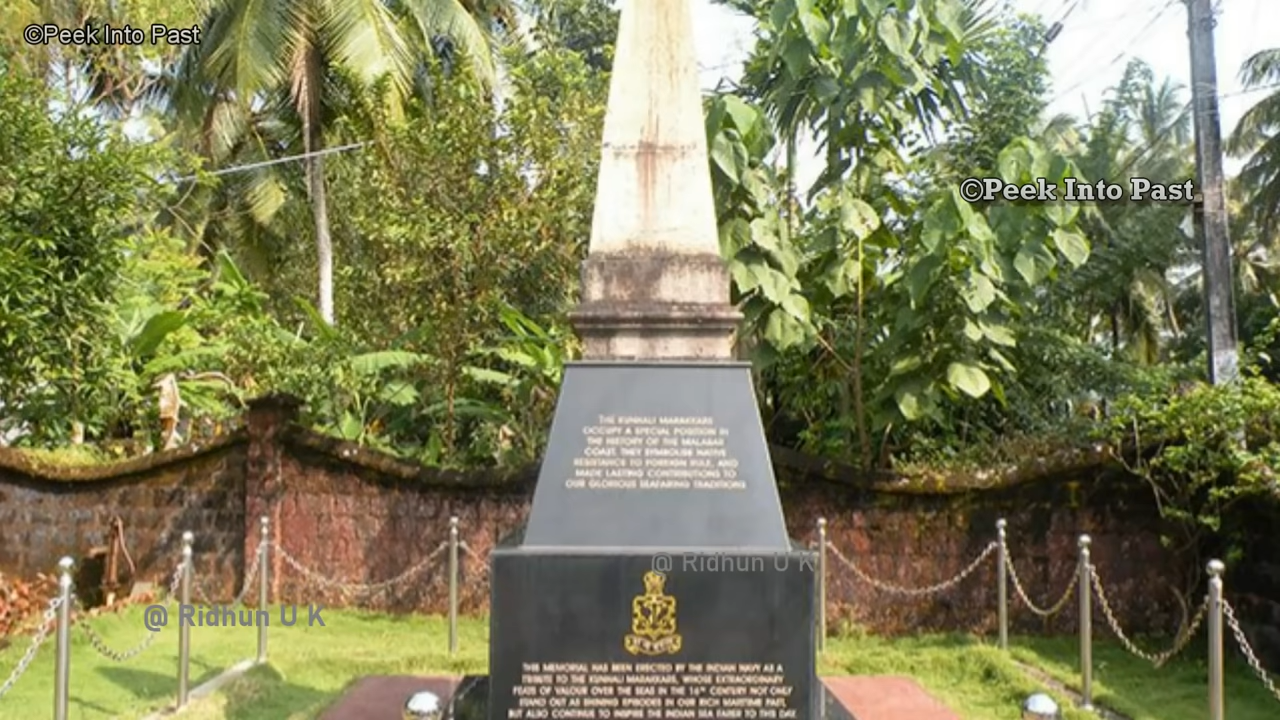 ©Peek Into Past
©Peek Into Past
THE KUNHALI MARAKKARS
OCCUPY A SPECIAL POSITION IN
THE HISTORY OF THE MALABAR
COAST. THEY SYMBOLISE NATIVE
RESISTANCE TO FOREIGN RULE, AND
MADE LASTING CONTRIBUTIONS TO
OUR GLORIOUS SEAFARING TRADITIONS
@ Ridhun U K
@ Ridhun U K
THIS MEMORIAL HAS BEEN ERECTED BY THE INDIAN NAVY AS A
TRIBUTE TO THE KUNHALI MARAKKARS, WHOSE EXTRAORDINARY
FEATS OF VALOUR OVER THE SEAS IN THE 16TH CENTURY NOT ONLY
STAND OUT AS SHINING EPISODES IN OUR RICH MARITIME PAST,
BUT ALSO CONTINUE TO INSPIRE THE INDIAN SEA FARER TO THIS DAY.